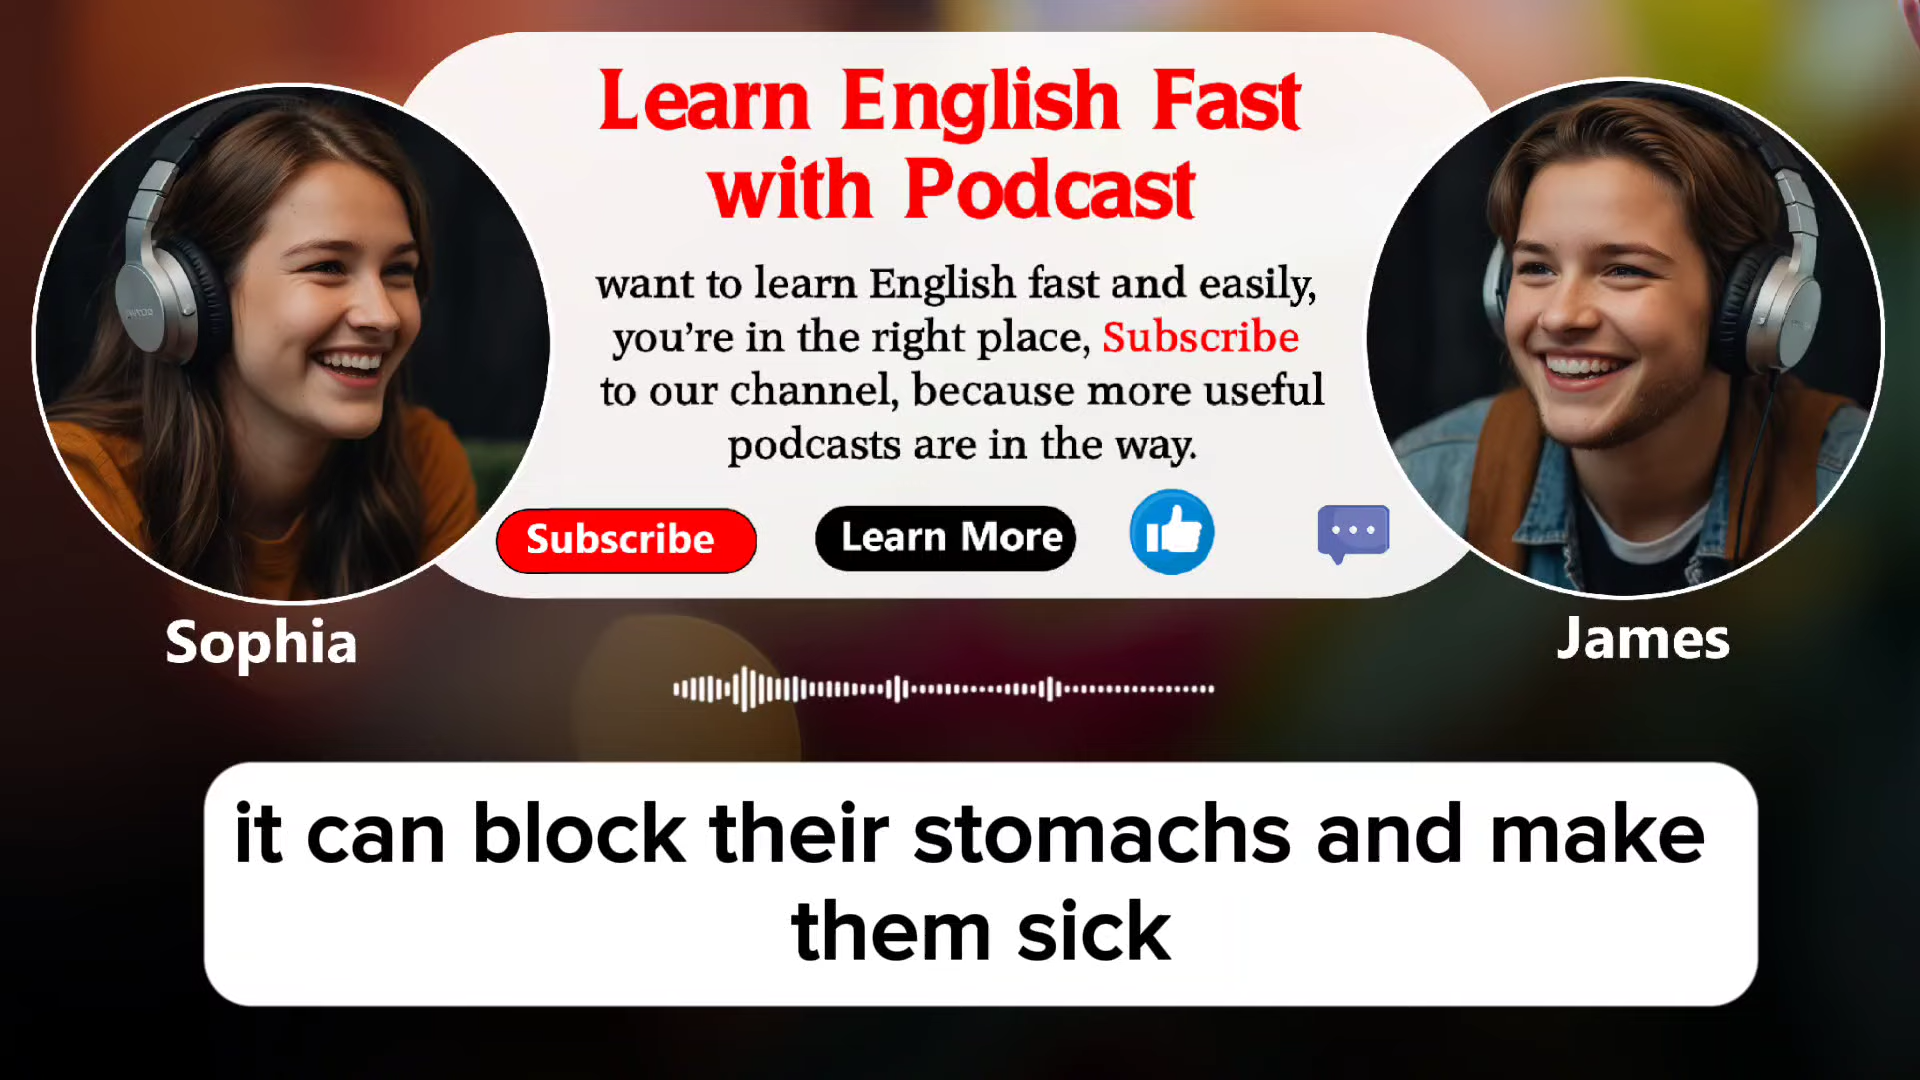 Learn English Fast
with Podcast
want to learn English fast and easily,
you're in the right place, Subscribe
to our channel, because more useful
podcasts are in the way.
Subscribe
Learn More
Sophia
James
it can block their stomachs and make
them sick